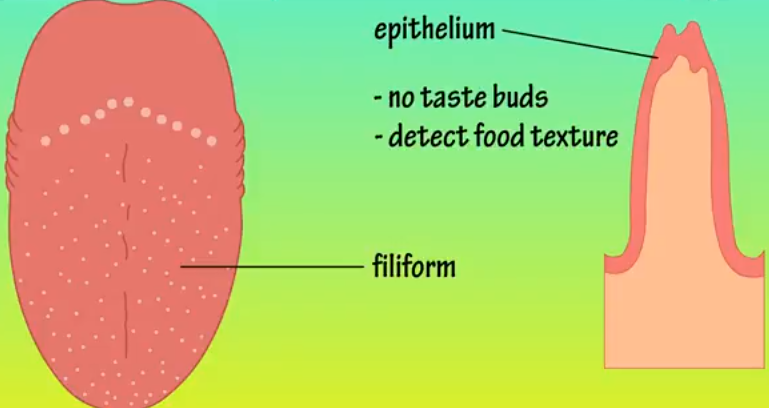 epithelium
- no taste buds
- detect food texture
filiform